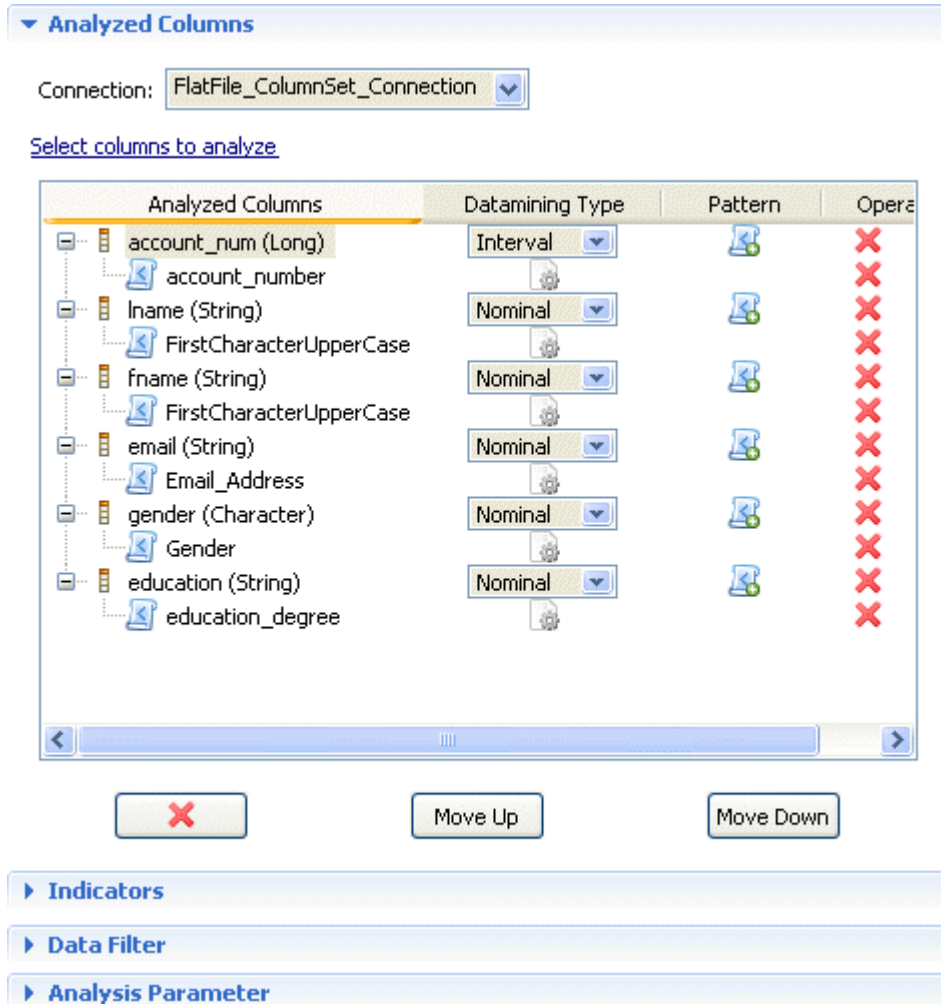 Analyzed Columns
Connection: FlatFile_ColumnSet_Connection
Select columns to analyze
Analyzed Columns Datamining Type Pattern Opera
account_num (Long) Interval
account_number
lname (String) Nominal
FirstCharacterUpperCase
fname (String) Nominal
FirstCharacterUpperCase
email (String) Nominal
Email_Address
gender (Character) Nominal
Gender
education (String) Nominal
education_degree
Move Up Move Down
Indicators
Data Filter
Analysis Parameter